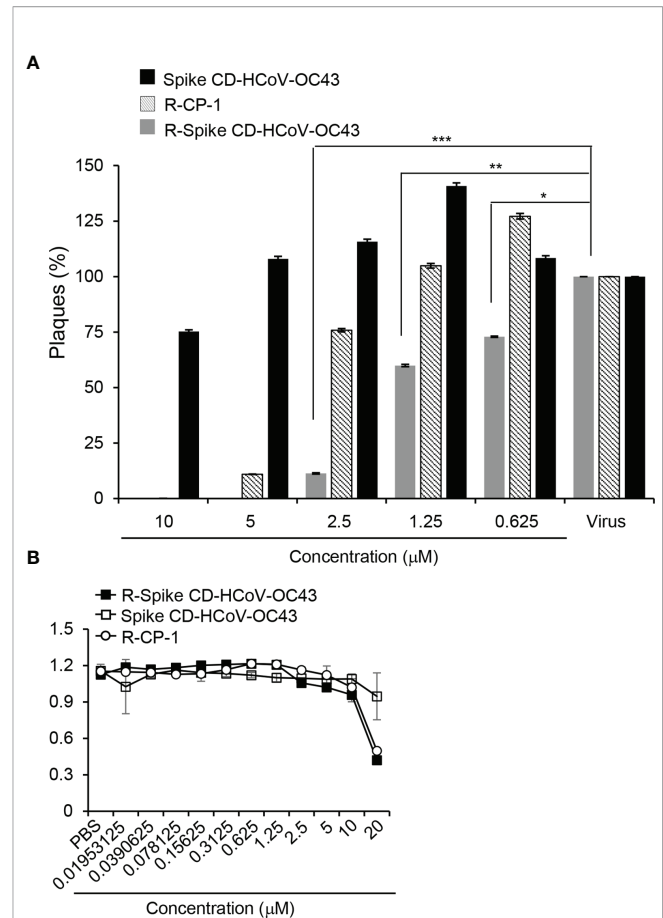 A
Spike CD-HCoV-OC43
R-CP-1
R-Spike CD-HCoV-OC43
***
**
*
150
125
100
75
50
25
0
Plaques (%)
10 5 2.5 1.25 0.625 Virus
Concentration (μM)
B
R-Spike CD-HCoV-OC43
Spike CD-HCoV-OC43
R-CP-1
1.5
1.2
0.9
0.6
0.3
0
PBS
0.01953125
0.0390625
0.078125
0.15625
0.3125
0.625
1.25
2.5
5
10
20
Concentration (μM)